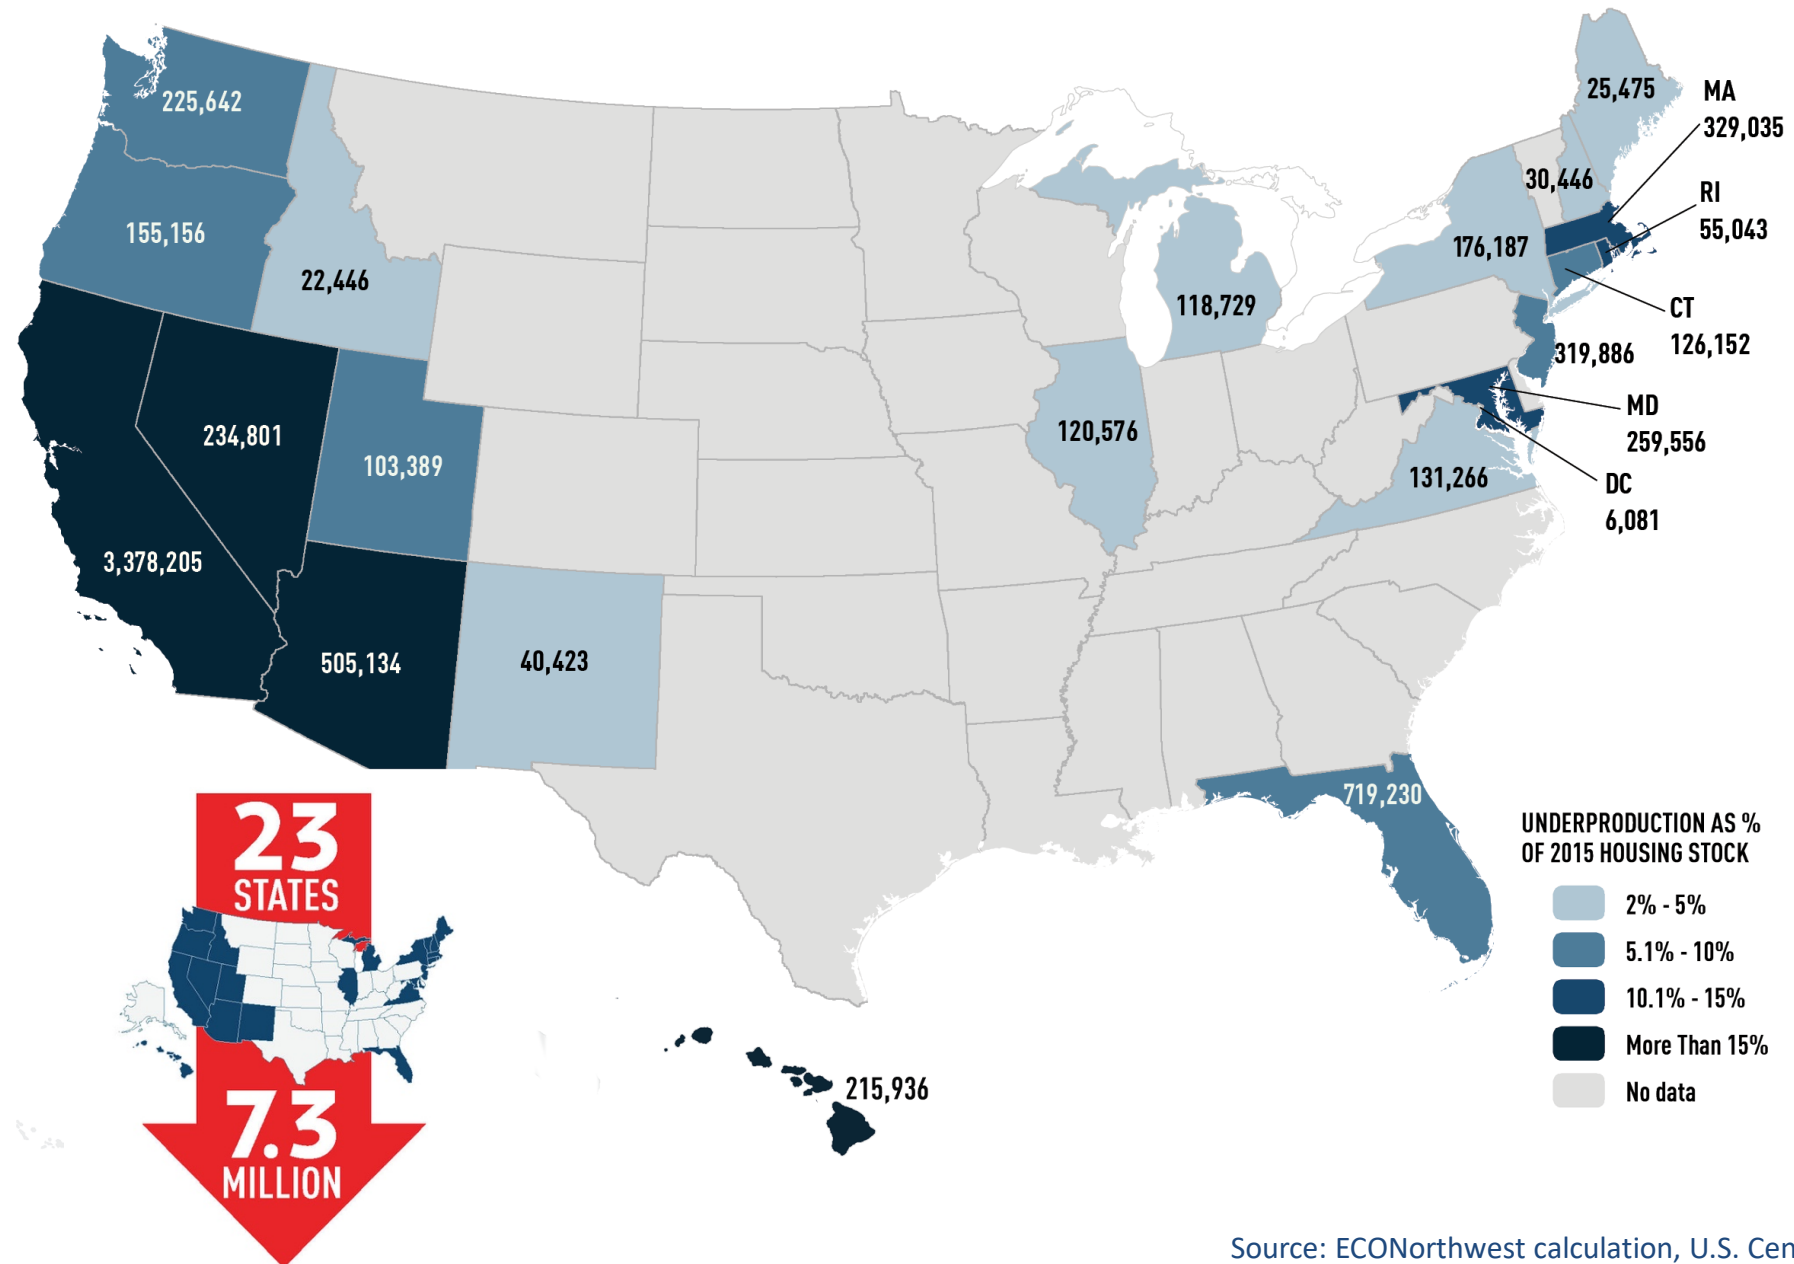 225,642
155,156
22,446
234,801
3,378,205
103,389
505,134
40,423
118,729
120,576
25,475
30,446
176,187
MA
329,035
RI
55,043
CT
126,152
319,886
MD
259,556
DC
6,081
131,266
719,230
215,936
23
STATES
7.3
MILLION
UNDERPRODUCTION AS %
OF 2015 HOUSING STOCK
2% - 5%
5.1% - 10%
10.1% - 15%
More Than 15%
No data
Source: ECONorthwest calculation, U.S. Cen